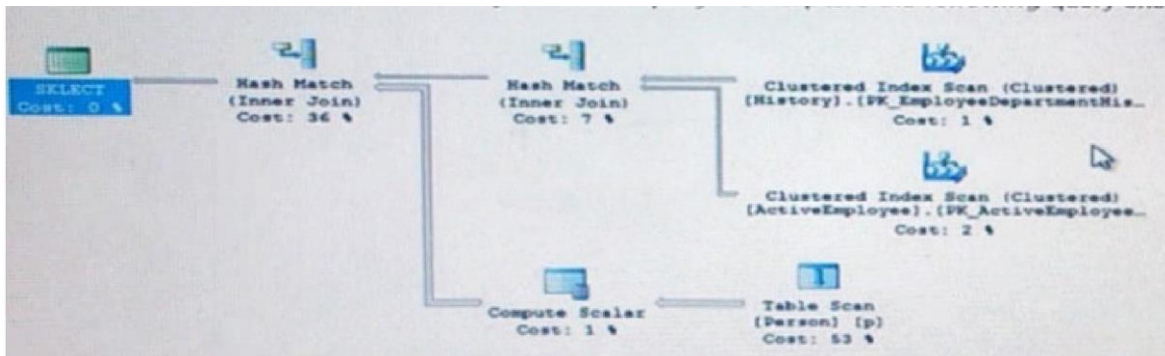 SELECT
Cost: 0 %
Hash Match
(Inner Join)
Cost: 36 %
Hash Match
(Inner Join)
Cost: 7 %
Clustered Index Scan (Clustered)
[History].[PK_EmployeeDepartmentHis…
Cost: 1 %
Clustered Index Scan (Clustered)
[ActiveEmployee].[PK_ActiveEmployee…
Cost: 2 %
Compute Scalar
Cost: 1 %
Table Scan
[Person] [p]
Cost: 53 %